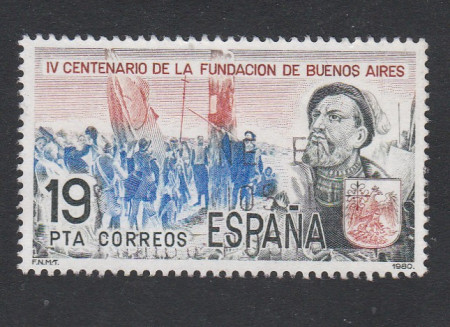 IV CENTENARIO DE LA FUNDACION DE BUENOS AIRES
19
PTA CORREOS ESPAÑA
F.N.M.T. 1980.